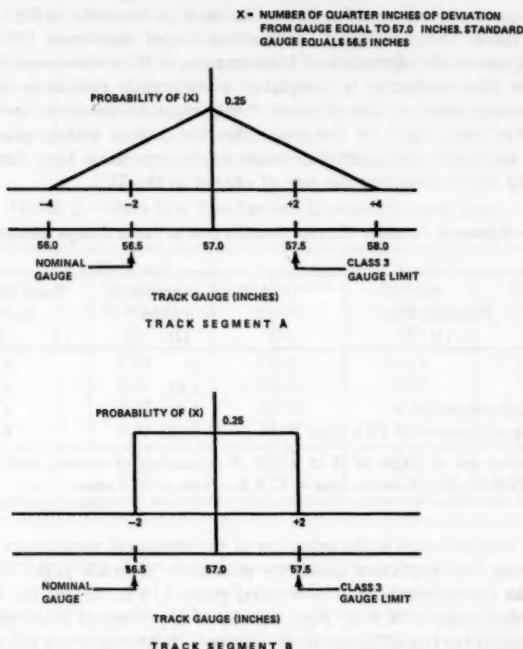 X = NUMBER OF QUARTER INCHES OF DEVIATION
FROM GAUGE EQUAL TO 57.0 INCHES. STANDARD
GAUGE EQUALS 56.5 INCHES
PROBABILITY OF (X)
0.25
-4 -2 +2 +4
56.0 56.5 57.0 57.5 58.0
NOMINAL
GAUGE
CLASS 3
GAUGE LIMIT
TRACK GAUGE (INCHES)
TRACK SEGMENT A
PROBABILITY OF (X)
0.25
-2 +2
56.5 57.0 57.5
NOMINAL
GAUGE
CLASS 3
GAUGE LIMIT
TRACK GAUGE (INCHES)
TRACK SEGMENT B